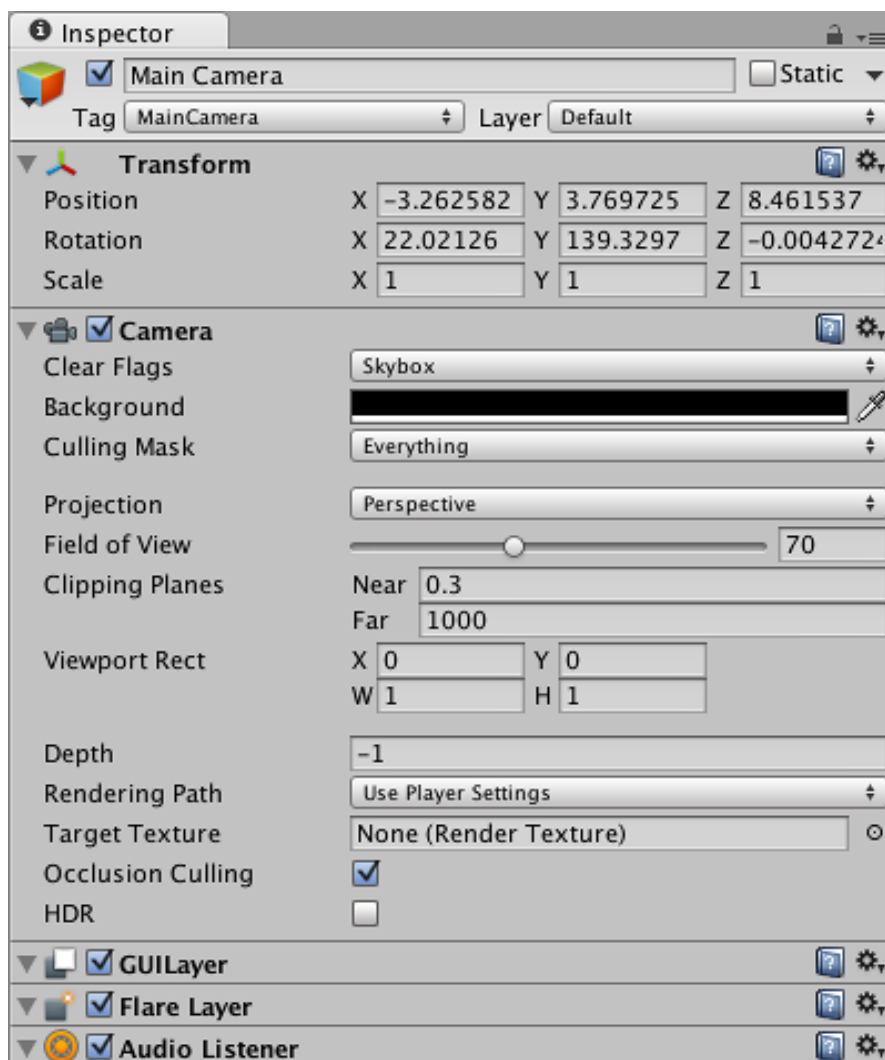 Inspector
Main Camera Static
Tag MainCamera Layer Default
Transform
Position X -3.262582 Y 3.769725 Z 8.461537
Rotation X 22.02126 Y 139.3297 Z -0.0042724
Scale X 1 Y 1 Z 1
Camera
Clear Flags Skybox
Background
Culling Mask Everything
Projection Perspective
Field of View 70
Clipping Planes Near 0.3
Far 1000
Viewport Rect X 0 Y 0
W 1 H 1
Depth -1
Rendering Path Use Player Settings
Target Texture None (Render Texture)
Occlusion Culling
HDR
GUILayer
Flare Layer
Audio Listener